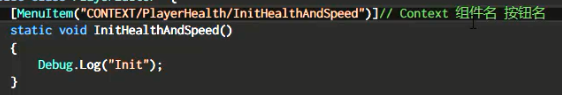 [MenuItem("CONTEXT/PlayerHealth/InitHealthAndSpeed")]// Context 组件名 按钮名
static void InitHealthAndSpeed()
{
Debug.Log("Init");
}